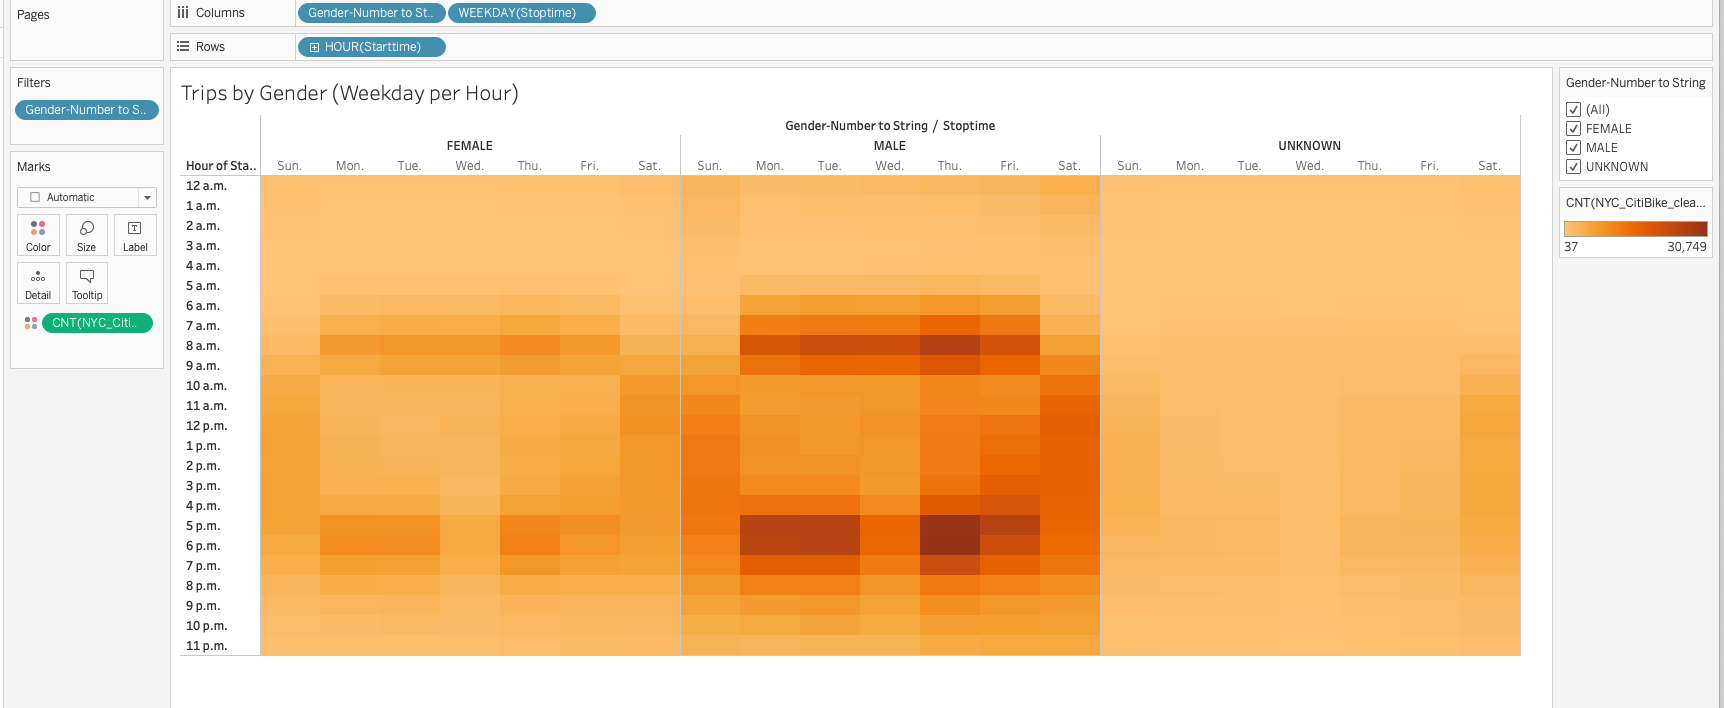 Pages
Columns
Gender-Number to St..
WEEKDAY(Stoptime)
Rows
HOUR(Starttime)
Filters
Gender-Number to S..
Marks
Automatic
Color
Size
Label
Detail
Tooltip
CNT(NYC_Citi..
Trips by Gender (Weekday per Hour)
Gender-Number to String / Stoptime
FEMALE MALE UNKNOWN
Hour of Sta.. Sun. Mon. Tue. Wed. Thu. Fri. Sat. Sun. Mon. Tue. Wed. Thu. Fri. Sat. Sun. Mon. Tue. Wed. Thu. Fri. Sat.
12 a.m.
1 a.m.
2 a.m.
3 a.m.
4 a.m.
5 a.m.
6 a.m.
7 a.m.
8 a.m.
9 a.m.
10 a.m.
11 a.m.
12 p.m.
1 p.m.
2 p.m.
3 p.m.
4 p.m.
5 p.m.
6 p.m.
7 p.m.
8 p.m.
9 p.m.
10 p.m.
11 p.m.
Gender-Number to String
(All)
FEMALE
MALE
UNKNOWN
CNT(NYC_CitiBike_clea...
37 30,749